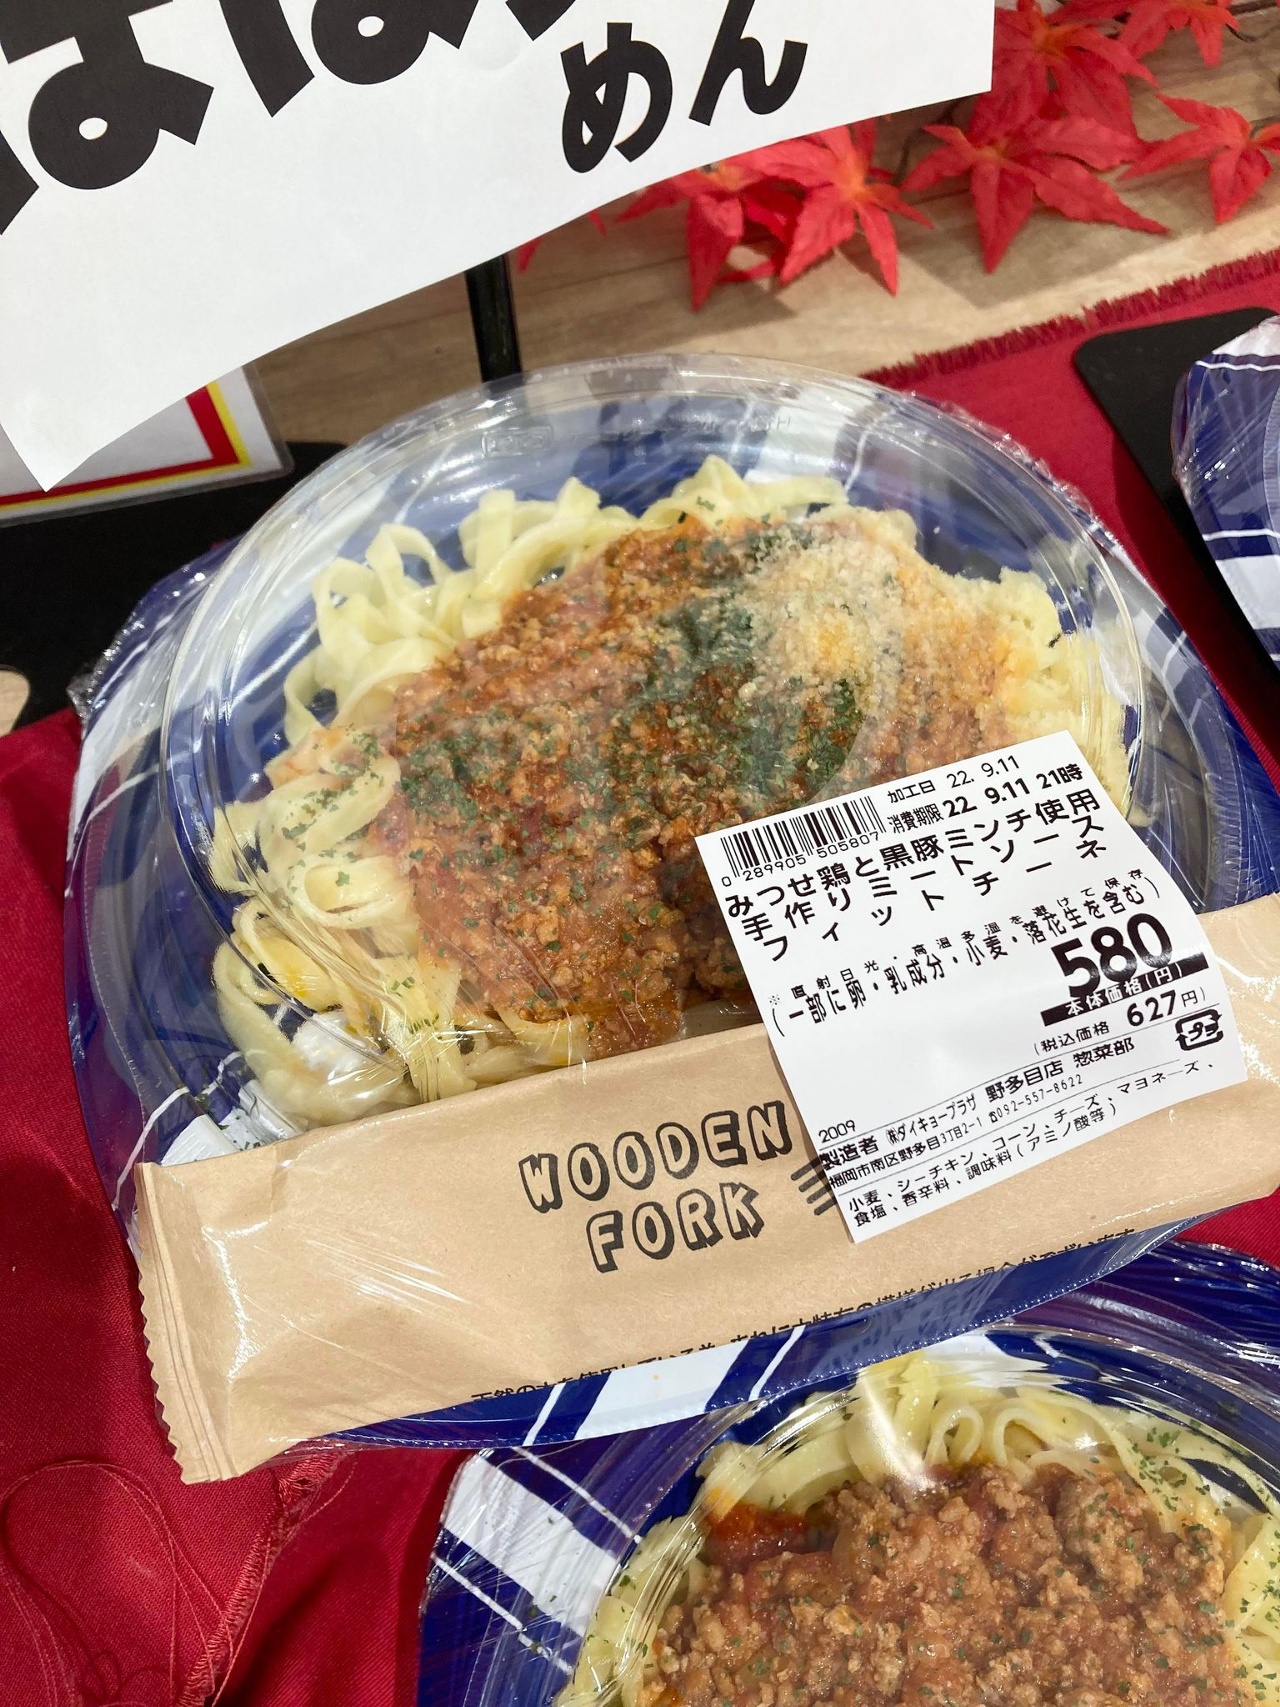 めん
加工日 22. 9.11
消費期限 22 9.11 21時
0 289905 505807
みつせ鶏と黒豚ミンチ使用
手作りミートソース
フィットチーネ
※直射日光、高温多湿を避けて保存
(一部に卵・乳成分・小麦・落花生を含む)
580
本体価格(円)
(税込価格 627円)
プラ
2009
製造者 ㈱ダイキョープラザ 野多目店 惣菜部
福岡市南区野多目3丁目2-1 ☎092-557-8622
小麦、シーチキン、コーン、チーズ、マヨネーズ、
食塩、香辛料、調味料(アミノ酸等)
WOODEN
FORK